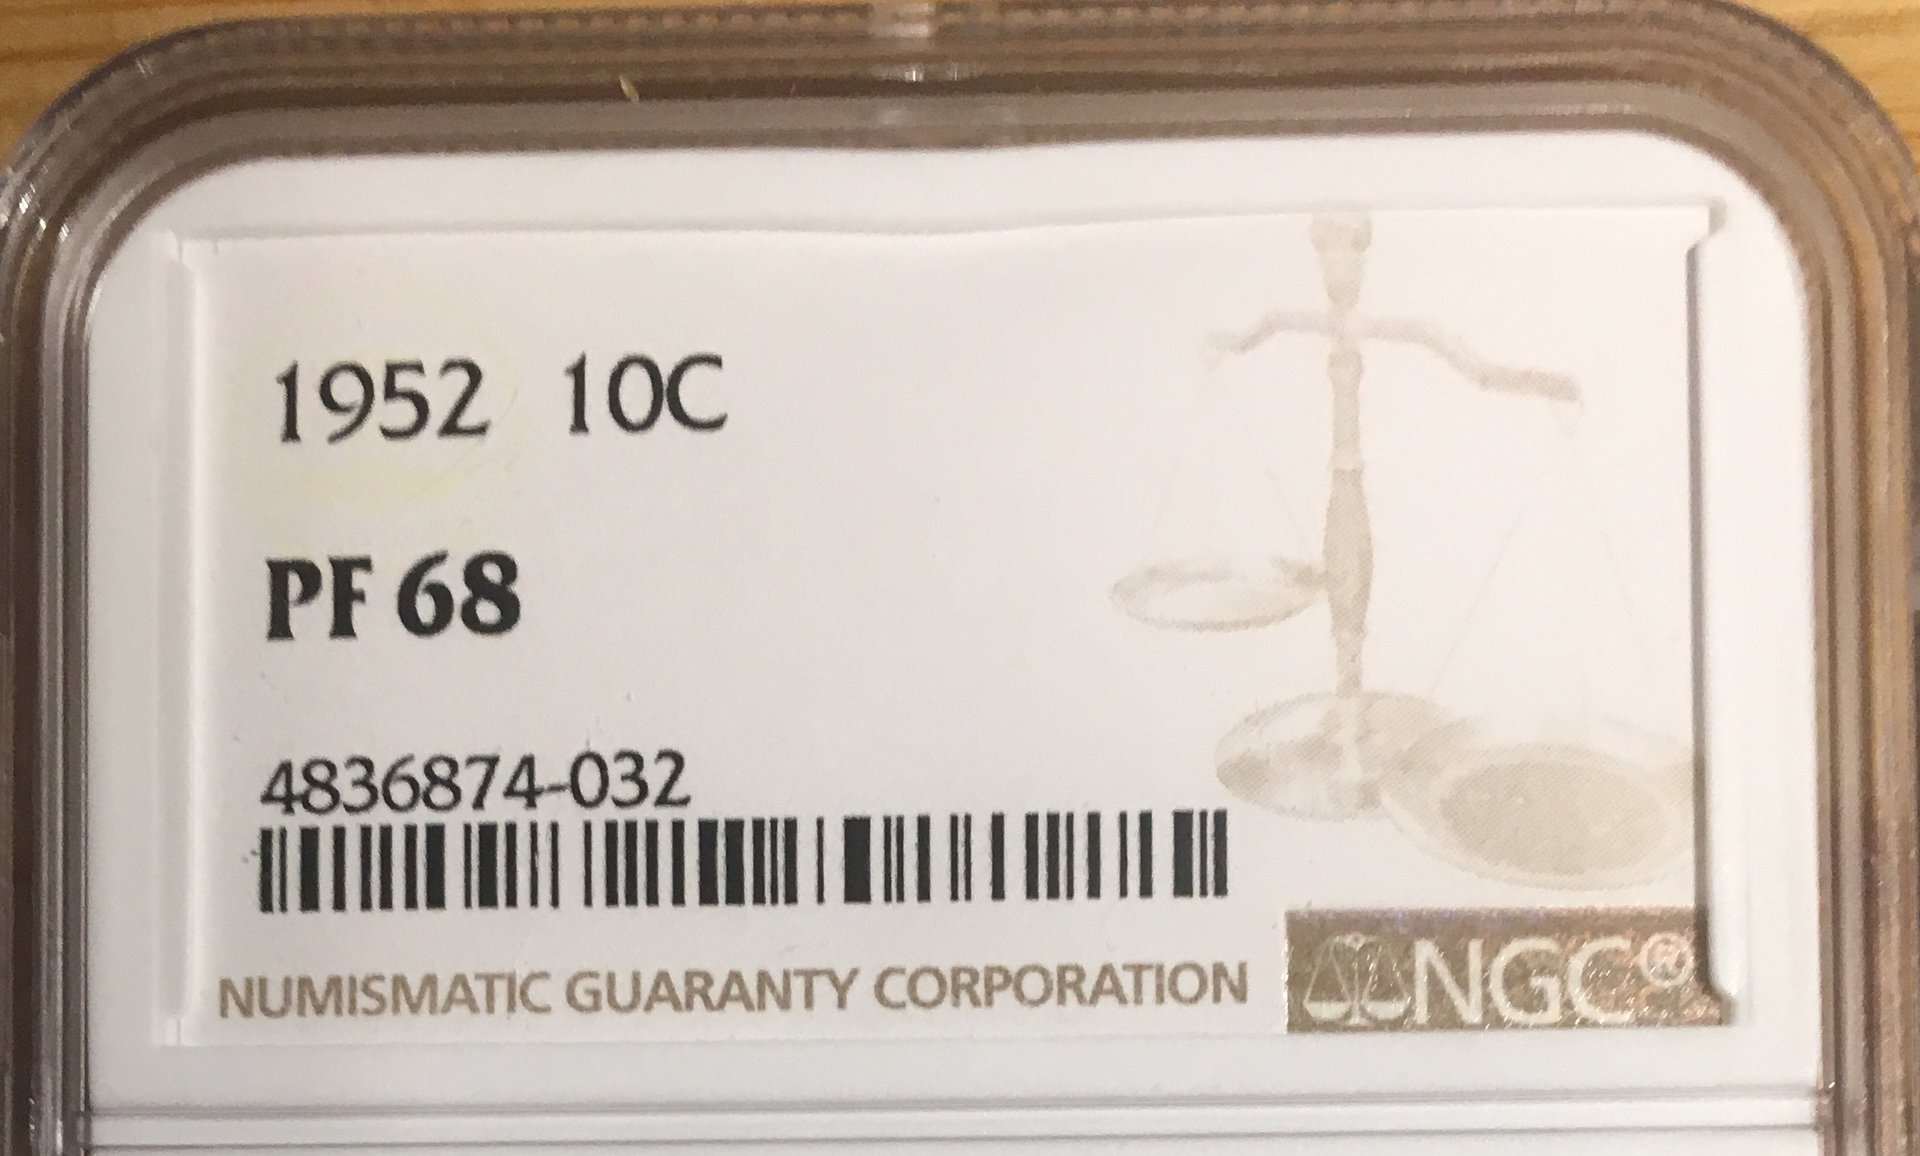 1952 10C
PF 68
4836874-032
NUMISMATIC GUARANTY CORPORATION
NGC®